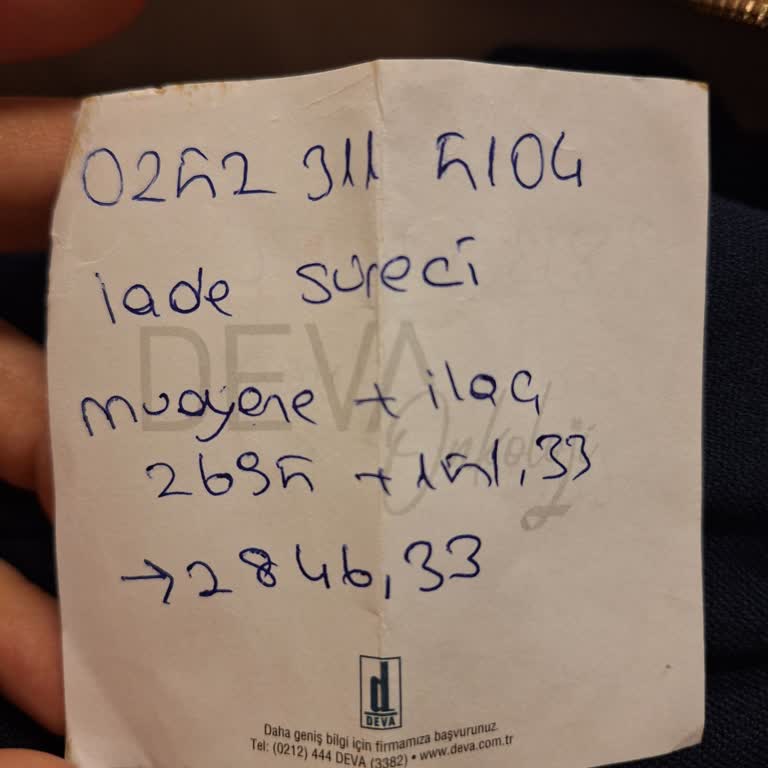 0252 311 5104
iade süreci
muayene + ilaç
2695 + 151,33
→ 2846,33
DEVA
Onkoloji
d
DEVA
Daha geniş bilgi için firmamıza başvurunuz.
Tel: (0212) 444 DEVA (3382) • www.deva.com.tr